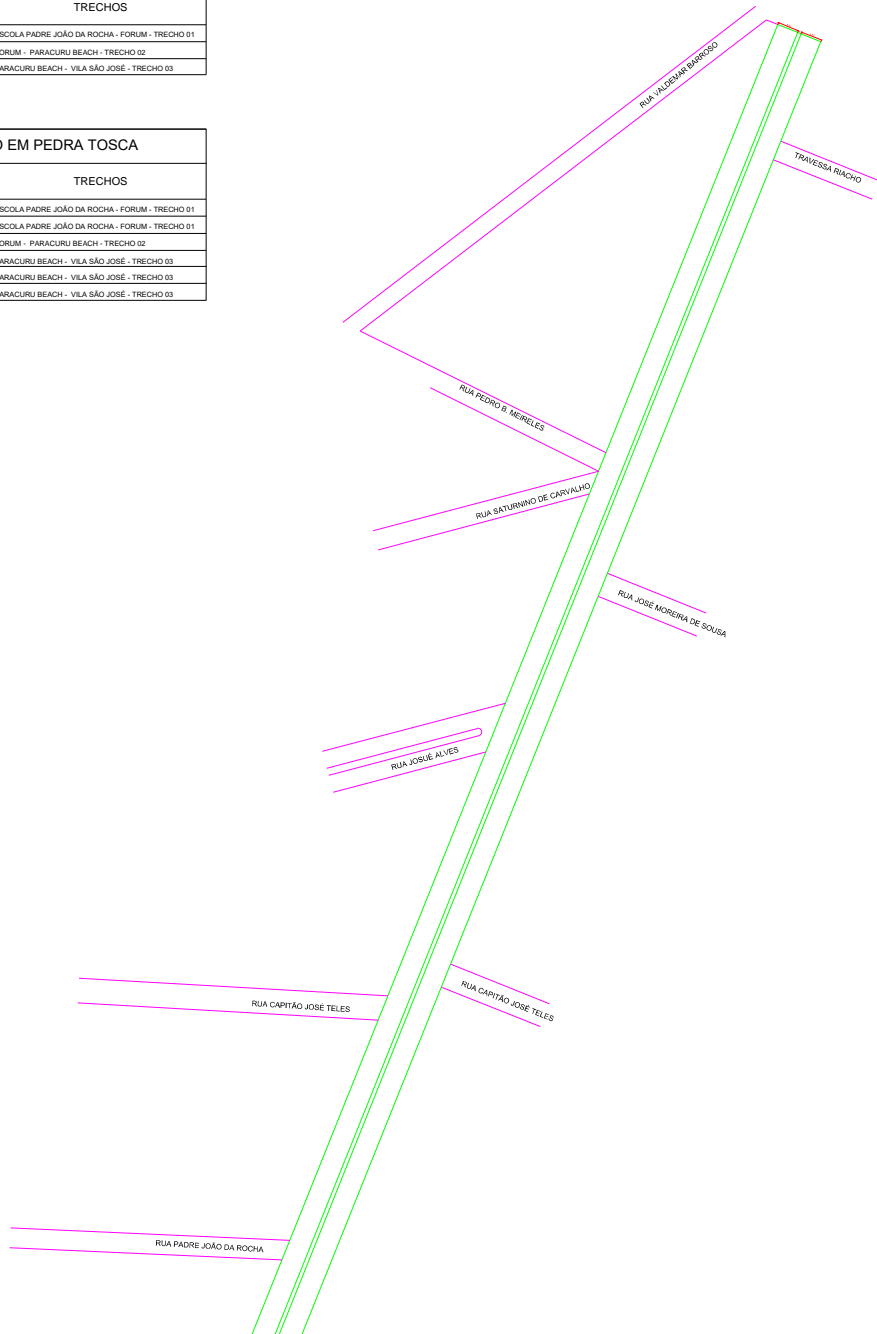 TRECHOS
SCOLA PADRE JOÃO DA ROCHA - FORUM - TRECHO 01
ORUM - PARACURU BEACH - TRECHO 02
ARACURU BEACH - VILA SÃO JOSÉ - TRECHO 03
O EM PEDRA TOSCA
TRECHOS
SCOLA PADRE JOÃO DA ROCHA - FORUM - TRECHO 01
SCOLA PADRE JOÃO DA ROCHA - FORUM - TRECHO 01
ORUM - PARACURU BEACH - TRECHO 02
ARACURU BEACH - VILA SÃO JOSÉ - TRECHO 03
ARACURU BEACH - VILA SÃO JOSÉ - TRECHO 03
ARACURU BEACH - VILA SÃO JOSÉ - TRECHO 03
RUA VALDEMAR BARROSO
TRAVESSA RIACHO
RUA PEDRO B. MEIRELES
RUA SATURNINO DE CARVALHO
RUA JOSÉ MOREIRA DE SOUSA
RUA JOSUÉ ALVES
RUA CAPITÃO JOSÉ TELES
RUA CAPITÃO JOSÉ TELES
RUA PADRE JOÃO DA ROCHA